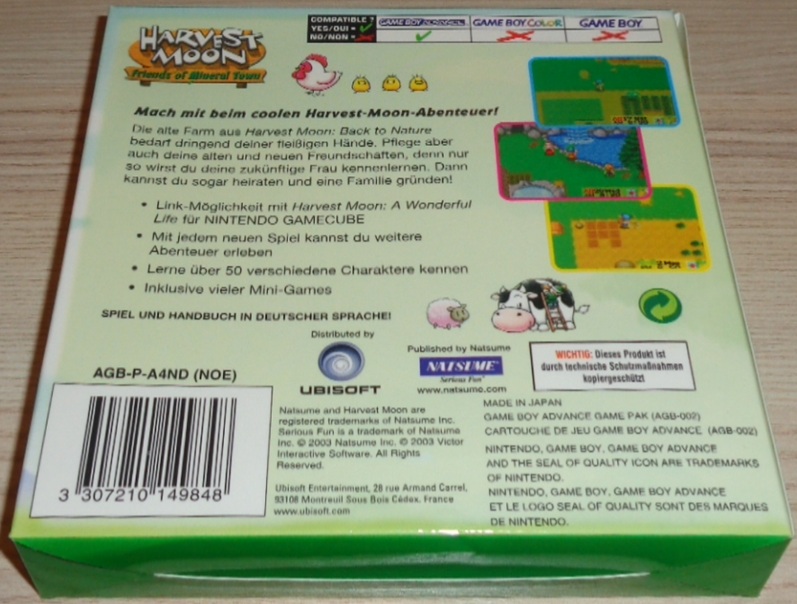 HARVEST
MOON
Friends of Mineral Town
COMPATIBLE ?
YES/OUI =
NO/NON =
GAME BOY ADVANCE
GAME BOY COLOR
GAME BOY
Mach mit beim coolen Harvest-Moon-Abenteuer!
Die alte Farm aus Harvest Moon: Back to Nature
bedarf dringend deiner fleißigen Hände. Pflege aber
auch deine alten und neuen Freundschaften, denn nur
so wirst du deine zukünftige Frau kennenlernen. Dann
kannst du sogar heiraten und eine Familie gründen!
• Link-Möglichkeit mit Harvest Moon: A Wonderful
Life für NINTENDO GAMECUBE
• Mit jedem neuen Spiel kannst du weitere
Abenteuer erleben
• Lerne über 50 verschiedene Charaktere kennen
• Inklusive vieler Mini-Games
SPIEL UND HANDBUCH IN DEUTSCHER SPRACHE!
Distributed by
UBISOFT
Published by Natsume
NATSUME
Serious Fun
www.natsume.com
WICHTIG: Dieses Produkt ist
durch technische Schutzmaßnahmen
kopiergeschützt
AGB-P-A4ND (NOE)
3 307210 149848
Natsume and Harvest Moon are
registered trademarks of Natsume Inc.
Serious Fun is a trademark of Natsume
Inc. © 2003 Natsume Inc. © 2003 Victor
Interactive Software. All Rights
Reserved.
Ubisoft Entertainment, 28 rue Armand Carrel,
93108 Montreuil Sous Bois Cédex. France
www.ubisoft.com
MADE IN JAPAN
GAME BOY ADVANCE GAME PAK (AGB-002)
CARTOUCHE DE JEU GAME BOY ADVANCE (AGB-002)
NINTENDO, GAME BOY, GAME BOY ADVANCE
AND THE SEAL OF QUALITY ICON ARE TRADEMARKS
OF NINTENDO.
NINTENDO, GAME BOY, GAME BOY ADVANCE
ET LE LOGO SEAL OF QUALITY SONT DES MARQUES
DE NINTENDO.